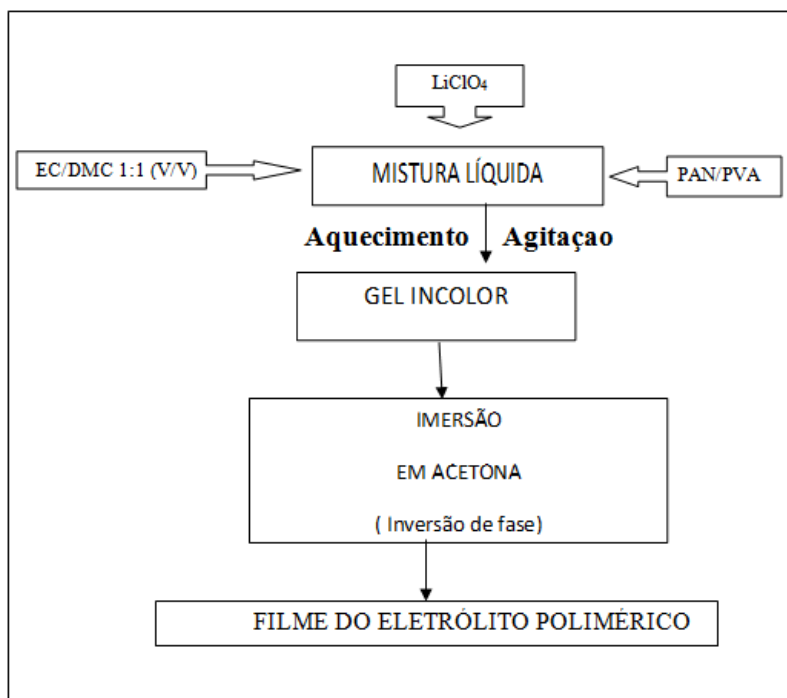 LiClO₄
EC/DMC 1:1 (V/V)
MISTURA LÍQUIDA
PAN/PVA
Aquecimento
Agitaçao
GEL INCOLOR
IMERSÃO
EM ACETONA
( Inversão de fase)
FILME DO ELETRÓLITO POLIMÉRICO